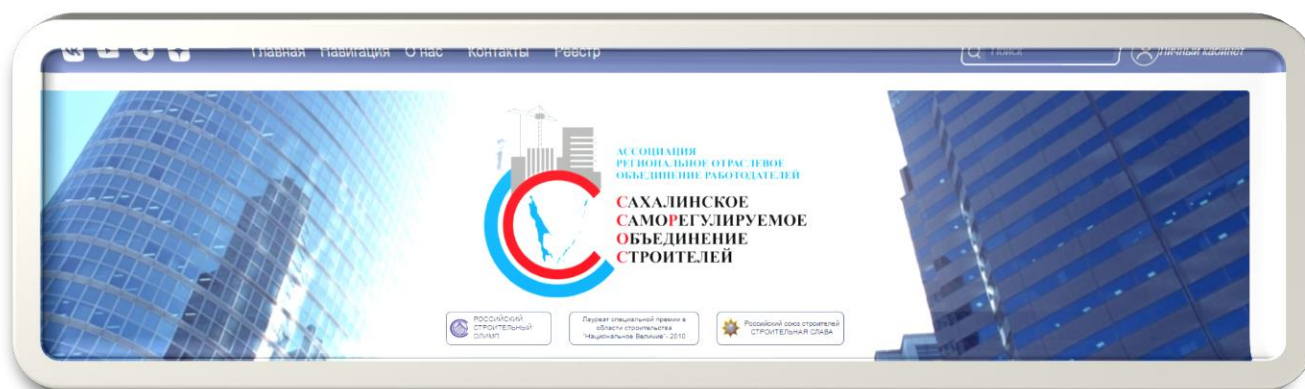 Главная Навигация О нас Контакты Реестр
Поиск
Личный кабинет
АССОЦИАЦИЯ
РЕГИОНАЛЬНОЕ ОТРАСЛЕВОЕ
ОБЪЕДИНЕНИЕ РАБОТОДАТЕЛЕЙ
САХАЛИНСКОЕ
САМОРЕГУЛИРУЕМОЕ
ОБЪЕДИНЕНИЕ
СТРОИТЕЛЕЙ
РОССИЙСКИЙ
СТРОИТЕЛЬНЫЙ
ОЛИМП
Лауреат специальной премии в
области строительства
"Национальное Величие"- 2010
Российский союз строителей
СТРОИТЕЛЬНАЯ СЛАВА